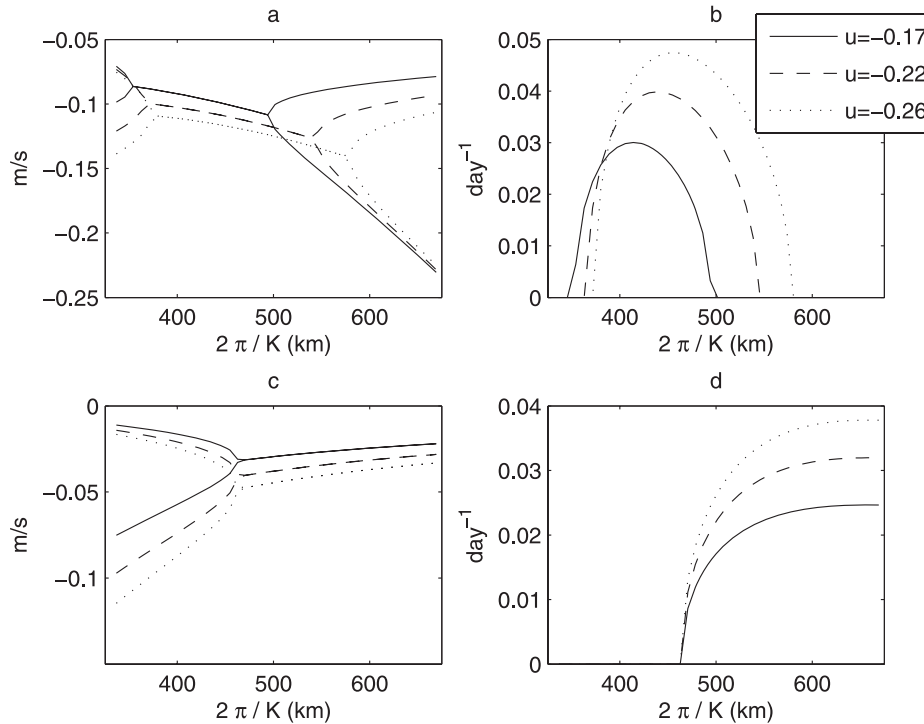 a
b
−0.05
−0.1
−0.15
−0.2
−0.25
m/s
400
500
600
2 π / K (km)
0.05
0.04
0.03
0.02
0.01
0
day⁻¹
400
500
600
2 π / K (km)
u=−0.17
u=−0.22
u=−0.26
c
d
0
−0.05
−0.1
m/s
400
500
600
2 π / K (km)
0.04
0.03
0.02
0.01
0
day⁻¹
400
500
600
2 π / K (km)